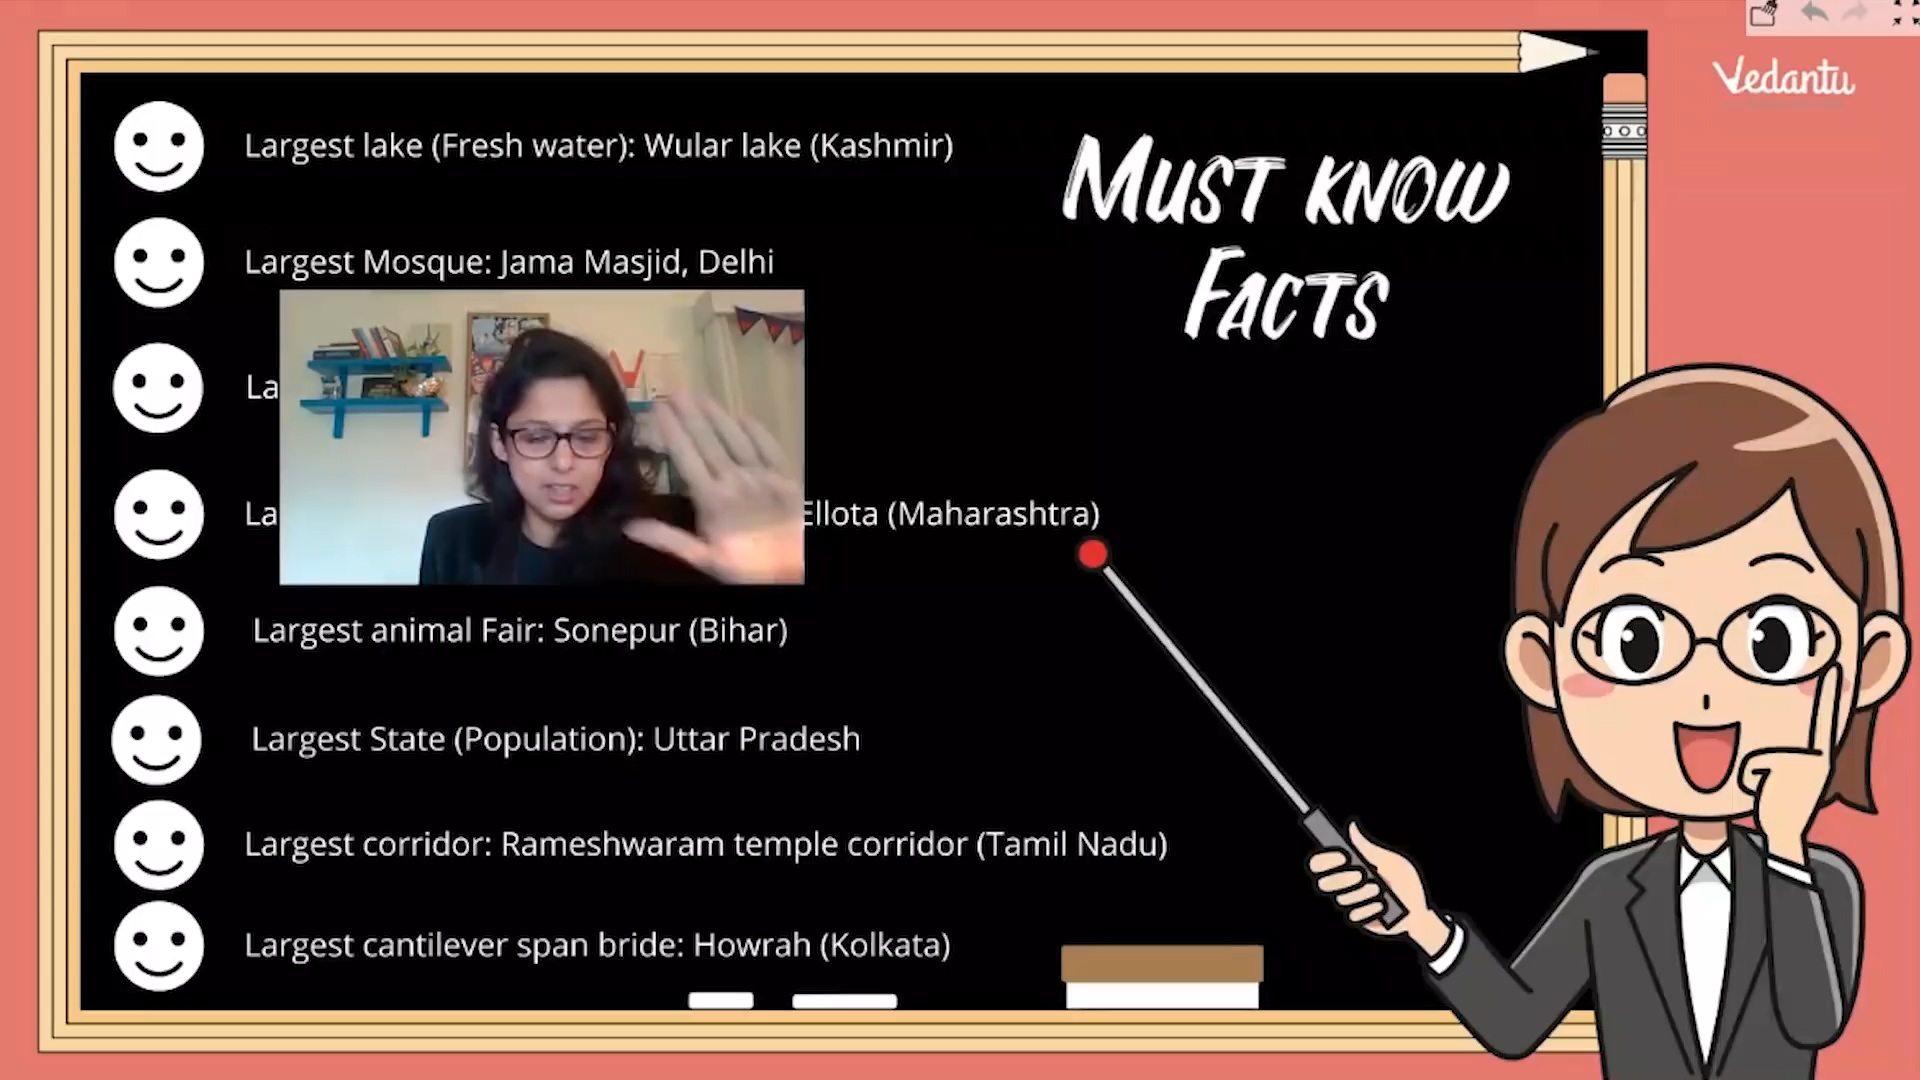 Vedantu
MUST KNOW
FACTS
Largest lake (Fresh water): Wular lake (Kashmir)
Largest Mosque: Jama Masjid, Delhi
La
La Ellota (Maharashtra)
Largest animal Fair: Sonepur (Bihar)
Largest State (Population): Uttar Pradesh
Largest corridor: Rameshwaram temple corridor (Tamil Nadu)
Largest cantilever span bride: Howrah (Kolkata)